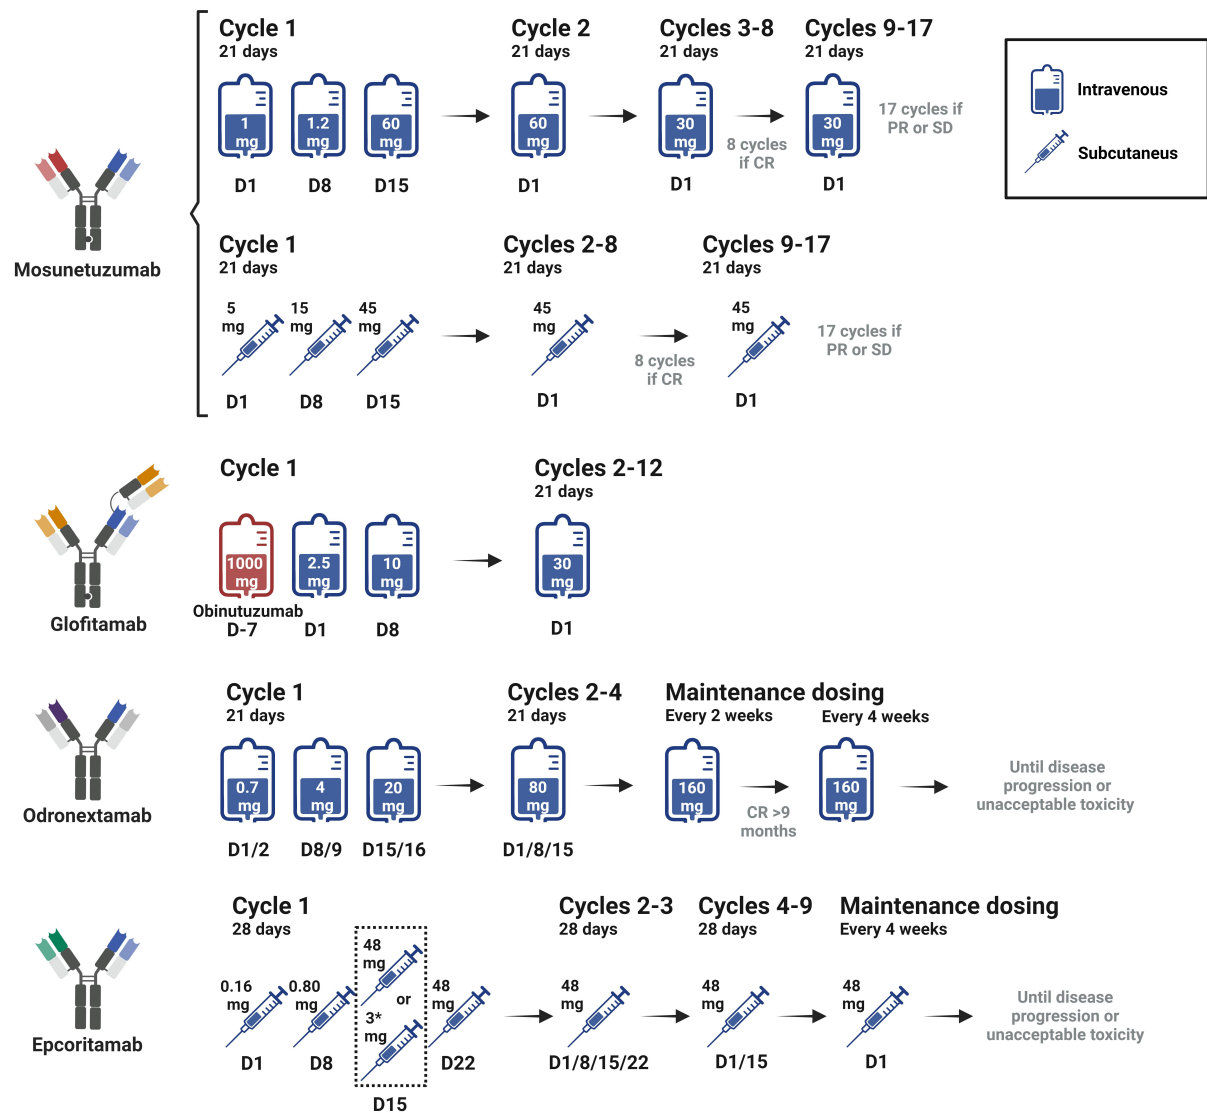 Cycle 1
21 days
1
mg
D1
1.2
mg
D8
60
mg
D15
Cycle 2
21 days
60
mg
D1
Cycles 3-8
21 days
30
mg
D1
8 cycles
if CR
Cycles 9-17
21 days
30
mg
D1
17 cycles if
PR or SD
Intravenous
Subcutaneus
Mosunetuzumab
Cycle 1
21 days
5
mg
D1
15
mg
D8
45
mg
D15
Cycles 2-8
21 days
45
mg
D1
8 cycles
if CR
Cycles 9-17
21 days
45
mg
D1
17 cycles if
PR or SD
Glofitamab
Cycle 1
1000
mg
Obinutuzumab
D-7
2.5
mg
D1
10
mg
D8
Cycles 2-12
21 days
30
mg
D1
Odronextamab
Cycle 1
21 days
0.7
mg
D1/2
4
mg
D8/9
20
mg
D15/16
Cycles 2-4
21 days
80
mg
D1/8/15
Maintenance dosing
Every 2 weeks
160
mg
CR >9
months
Every 4 weeks
160
mg
Until disease
progression or
unacceptable toxicity
Epcoritamab
Cycle 1
28 days
0.16
mg
D1
0.80
mg
D8
48
mg
or
3*
mg
D15
48
mg
D22
Cycles 2-3
28 days
48
mg
D1/8/15/22
Cycles 4-9
28 days
48
mg
D1/15
Maintenance dosing
Every 4 weeks
48
mg
D1
Until disease
progression or
unacceptable toxicity